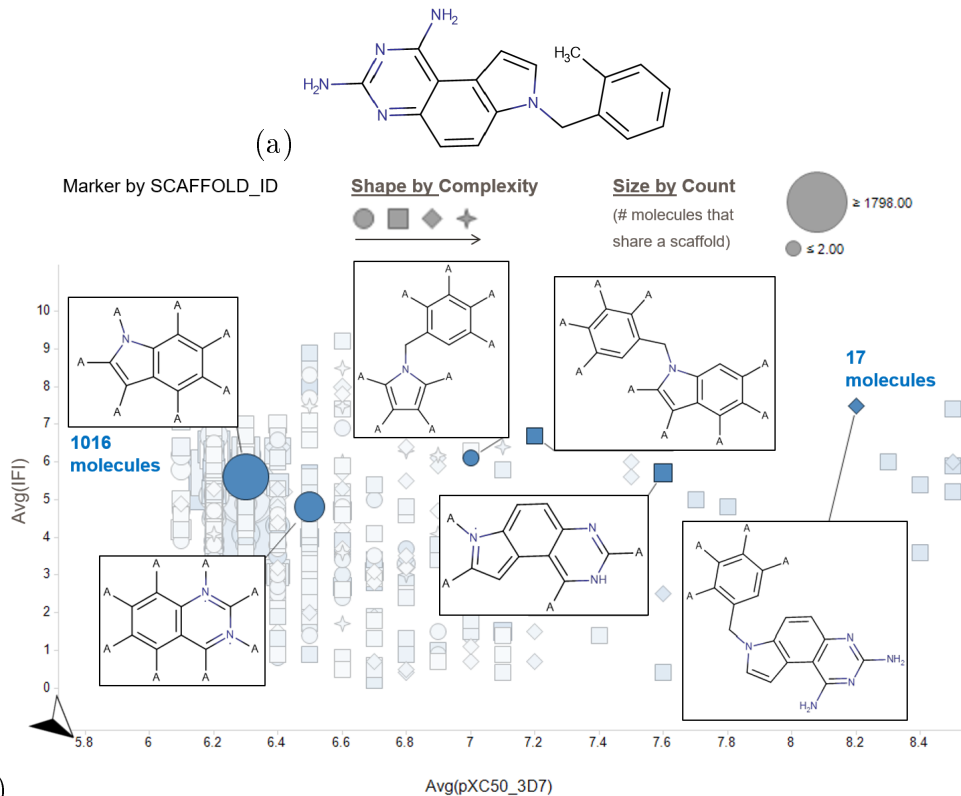 NH2
N
H2N
N
H3C
N
(a)
Marker by SCAFFOLD_ID
Shape by Complexity
Size by Count
(# molecules that
share a scaffold)
≥ 1798.00
≤ 2.00
Avg(IFI)
10
9
8
7
6
5
4
3
2
1
0
A
A
N
A
A
A
A
A
1016
molecules
A
A
A
A
N
A
A
A
A
A
A
A
A
N
A
A
A
A
A
17
molecules
A
A
N
A
A
N
A
A
A
A
A
N
N
A
A
NH
A
A
A
A
A
N
N
NH2
N
H2N
5.8
6
6.2
6.4
6.6
6.8
7
7.2
7.4
7.6
7.8
8
8.2
8.4
Avg(pXC50_3D7)
)